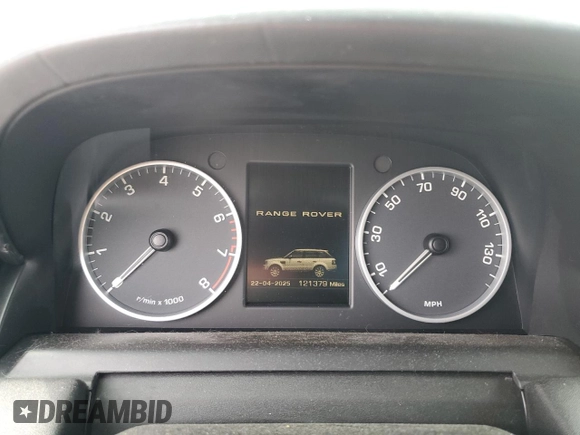 1 2 3 4 5 6 7 8
r/min x 1000
RANGE ROVER
22-04-2025 121379 Miles
10 30 50 70 90 110 130
MPH
DREAMBID